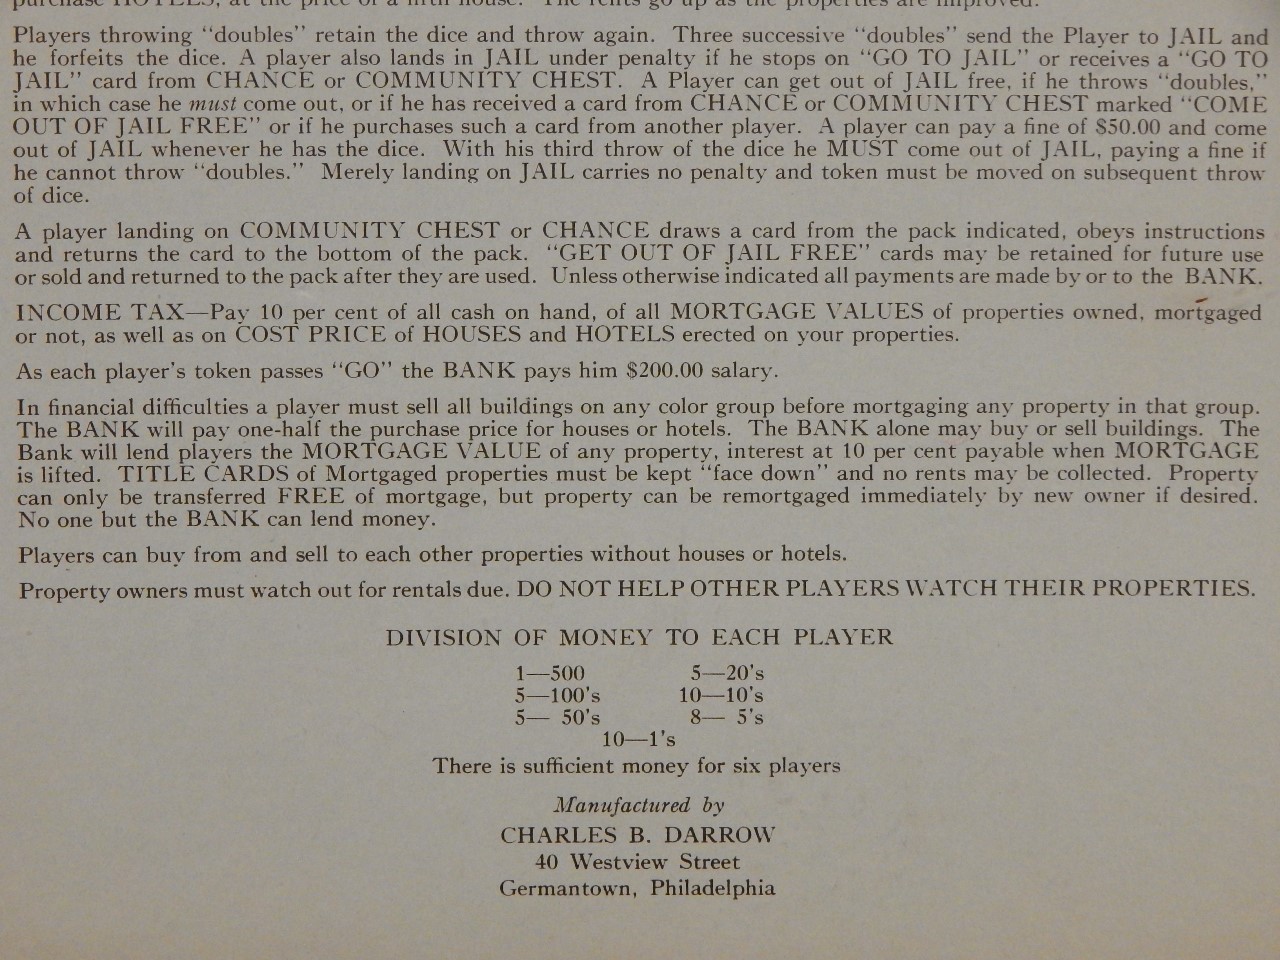 purchase HOTELS, at the price of a fifth house. The rents go up as the properties are improved.
Players throwing “doubles” retain the dice and throw again. Three successive “doubles” send the Player to JAIL and
he forfeits the dice. A player also lands in JAIL under penalty if he stops on “GO TO JAIL” or receives a “GO TO
JAIL” card from CHANCE or COMMUNITY CHEST. A Player can get out of JAIL free, if he throws “doubles,”
in which case he must come out, or if he has received a card from CHANCE or COMMUNITY CHEST marked “COME
OUT OF JAIL FREE” or if he purchases such a card from another player. A player can pay a fine of $50.00 and come
out of JAIL whenever he has the dice. With his third throw of the dice he MUST come out of JAIL, paying a fine if
he cannot throw “doubles.” Merely landing on JAIL carries no penalty and token must be moved on subsequent throw
of dice.
A player landing on COMMUNITY CHEST or CHANCE draws a card from the pack indicated, obeys instructions
and returns the card to the bottom of the pack. “GET OUT OF JAIL FREE” cards may be retained for future use
or sold and returned to the pack after they are used. Unless otherwise indicated all payments are made by or to the BANK.
INCOME TAX—Pay 10 per cent of all cash on hand, of all MORTGAGE VALUES of properties owned, mortgaged
or not, as well as on COST PRICE of HOUSES and HOTELS erected on your properties.
As each player's token passes “GO” the BANK pays him $200.00 salary.
In financial difficulties a player must sell all buildings on any color group before mortgaging any property in that group.
The BANK will pay one-half the purchase price for houses or hotels. The BANK alone may buy or sell buildings. The
Bank will lend players the MORTGAGE VALUE of any property, interest at 10 per cent payable when MORTGAGE
is lifted. TITLE CARDS of Mortgaged properties must be kept “face down” and no rents may be collected. Property
can only be transferred FREE of mortgage, but property can be remortgaged immediately by new owner if desired.
No one but the BANK can lend money.
Players can buy from and sell to each other properties without houses or hotels.
Property owners must watch out for rentals due. DO NOT HELP OTHER PLAYERS WATCH THEIR PROPERTIES.
DIVISION OF MONEY TO EACH PLAYER
1—500 5—20's
5—100's 10—10's
5— 50's 8— 5's
10—1's
There is sufficient money for six players
Manufactured by
CHARLES B. DARROW
40 Westview Street
Germantown, Philadelphia